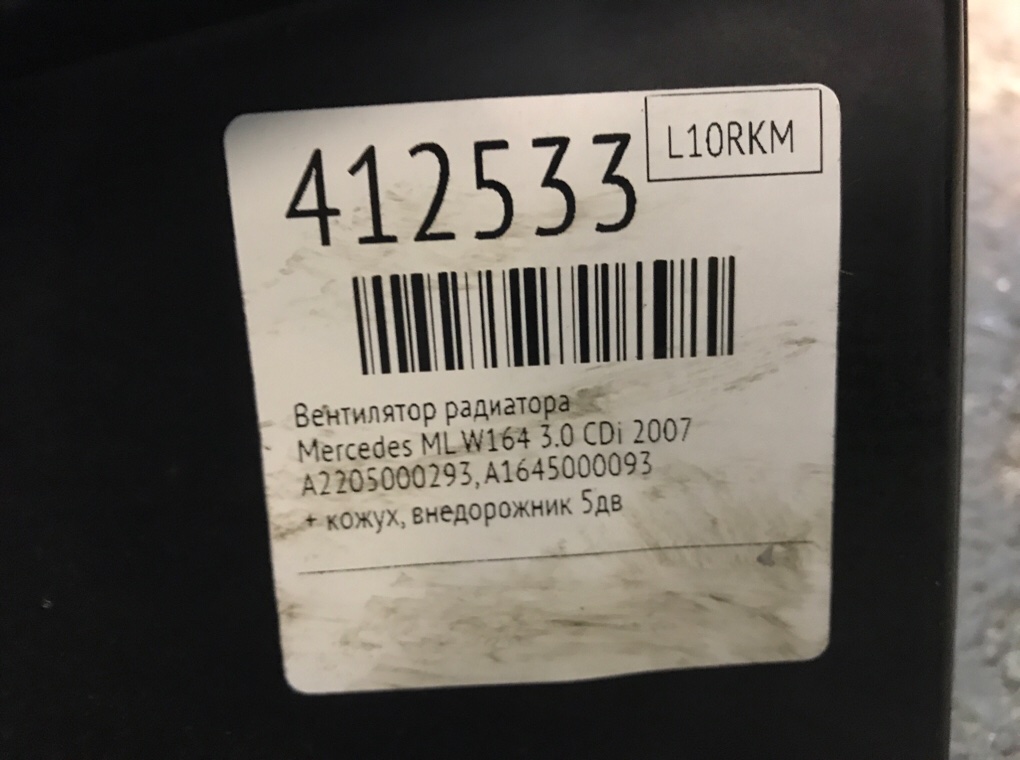 412533
L10RKM
Вентилятор радиатора
Mercedes ML W164 3.0 CDi 2007
A2205000293, A1645000093
+ кожух, внедорожник 5дв